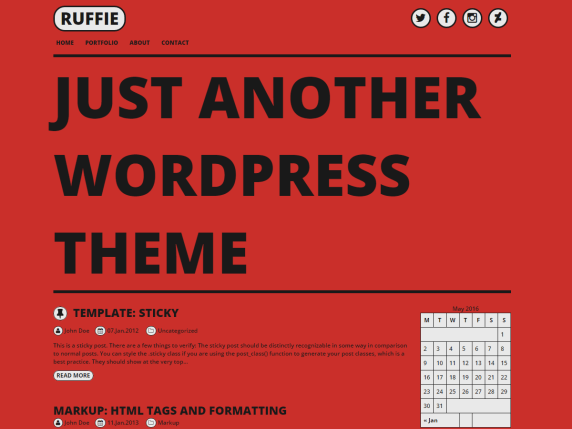 RUFFIE
HOME PORTFOLIO ABOUT CONTACT
JUST ANOTHER
WORDPRESS
THEME
TEMPLATE: STICKY
John Doe 07.Jan.2012 Uncategorized
This is a sticky post. There are a few things to verify: The sticky post should be distinctly recognizable in some way in comparison
to normal posts. You can style the .sticky class if you are using the post_class() function to generate your post classes, which is a
best practice. They should show at the very top...
READ MORE
MARKUP: HTML TAGS AND FORMATTING
John Doe 11.Jan.2013 Markup
May 2016
M T W T F S S
1
2 3 4 5 6 7 8
9 10 11 12 13 14 15
16 17 18 19 20 21 22
23 24 25 26 27 28 29
30 31
« Jan